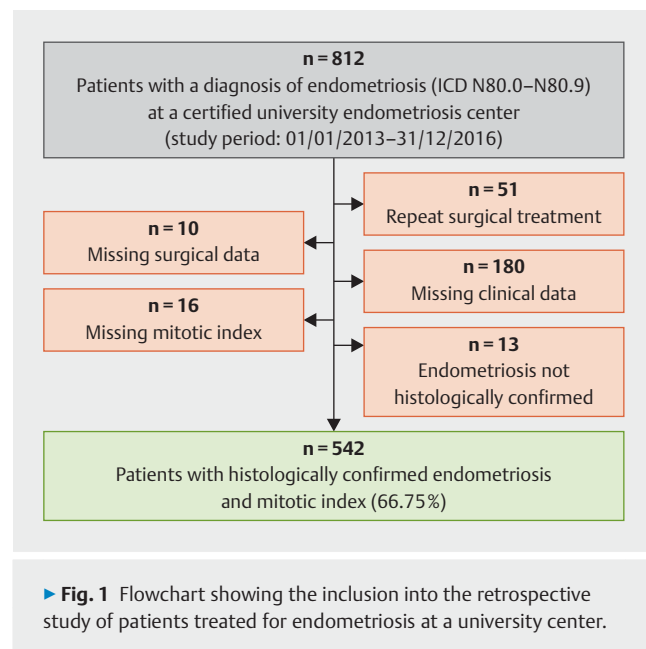 n = 812
Patients with a diagnosis of endometriosis (ICD N80.0–N80.9)
at a certified university endometriosis center
(study period: 01/01/2013–31/12/2016)
n = 51
Repeat surgical treatment
n = 10
Missing surgical data
n = 180
Missing clinical data
n = 16
Missing mitotic index
n = 13
Endometriosis not
histologically confirmed
n = 542
Patients with histologically confirmed endometriosis
and mitotic index (66.75 %)
▶ Fig. 1 Flowchart showing the inclusion into the retrospective
study of patients treated for endometriosis at a university center.